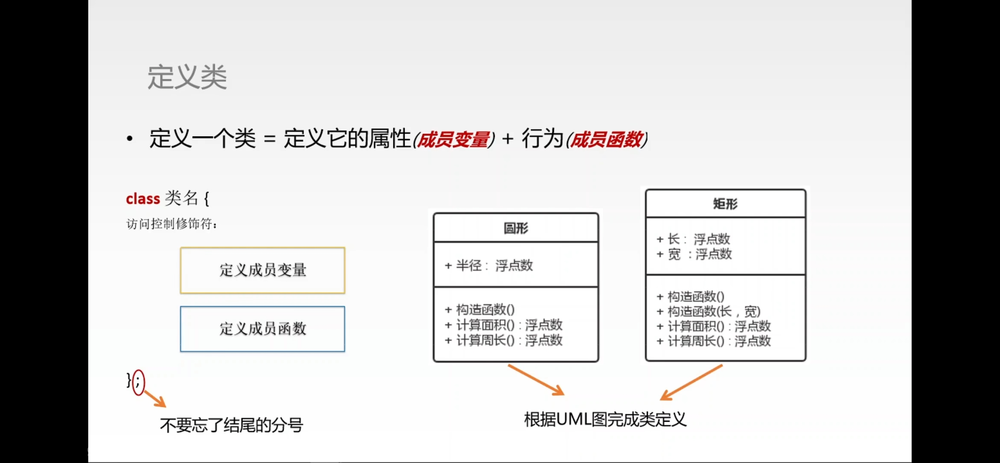 定义类
• 定义一个类 = 定义它的属性(成员变量) + 行为(成员函数)
class 类名 {
访问控制修饰符：
定义成员变量
定义成员函数
};
不要忘了结尾的分号
圆形
+ 半径： 浮点数
+ 构造函数()
+ 计算面积() : 浮点数
+ 计算周长() : 浮点数
矩形
+ 长： 浮点数
+ 宽 ：浮点数
+ 构造函数()
+ 构造函数(长，宽)
+ 计算面积() : 浮点数
+ 计算周长() : 浮点数
根据UML图完成类定义